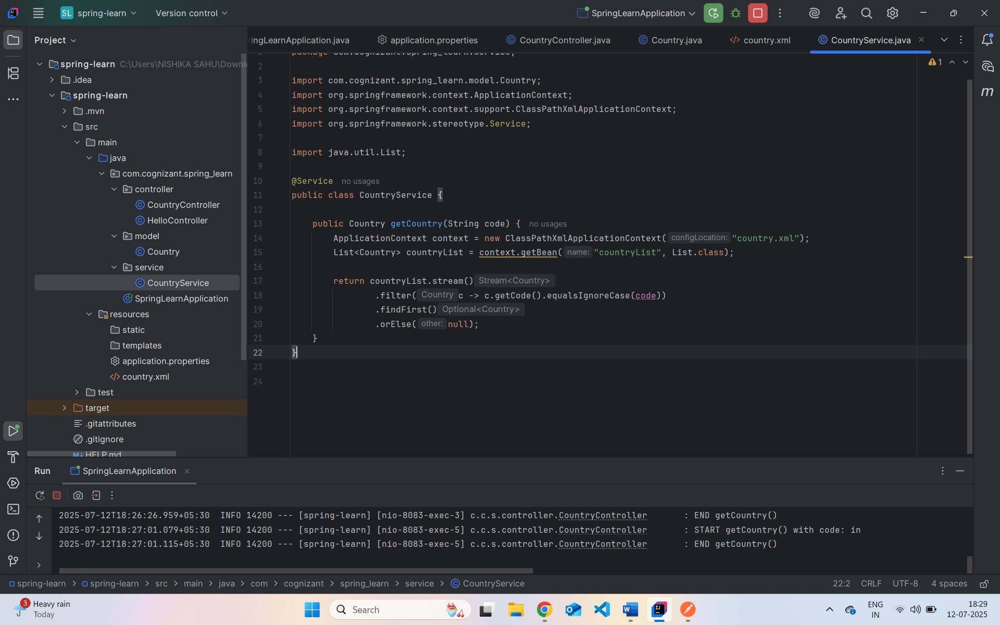 SL spring-learn
Version control
SpringLearnApplication
Project
ringLearnApplication.java
application.properties
CountryController.java
Country.java
country.xml
CountryService.java
spring-learn C:\Users\NISHIKA SAHU\Downl
.idea
spring-learn
.mvn
src
main
java
com.cognizant.spring_learn
controller
CountryController
HelloController
model
Country
service
CountryService
SpringLearnApplication
resources
static
templates
application.properties
country.xml
test
target
.gitattributes
.gitignore
HELP.md
1 package com.cognizant.spring_learn.service;
2
3 import com.cognizant.spring_learn.model.Country;
4 import org.springframework.context.ApplicationContext;
5 import org.springframework.context.support.ClassPathXmlApplicationContext;
6 import org.springframework.stereotype.Service;
7
8 import java.util.List;
9
10 @Service no usages
11 public class CountryService {
12
13 public Country getCountry(String code) { no usages
14 ApplicationContext context = new ClassPathXmlApplicationContext( configLocation: "country.xml");
15 List<Country> countryList = context.getBean( name: "countryList", List.class);
16
17 return countryList.stream() Stream<Country>
18 .filter( Country c -> c.getCode().equalsIgnoreCase(code))
19 .findFirst() Optional<Country>
20 .orElse( other: null);
21 }
22 }
23
24
1
m
Run
SpringLearnApplication
2025-07-12T18:26:26.959+05:30 INFO 14200 --- [spring-learn] [nio-8083-exec-3] c.c.s.controller.CountryController : END getCountry()
2025-07-12T18:27:01.079+05:30 INFO 14200 --- [spring-learn] [nio-8083-exec-5] c.c.s.controller.CountryController : START getCountry() with code: in
2025-07-12T18:27:01.115+05:30 INFO 14200 --- [spring-learn] [nio-8083-exec-5] c.c.s.controller.CountryController : END getCountry()
spring-learn > spring-learn > src > main > java > com > cognizant > spring_learn > service > CountryService
22:2 CRLF UTF-8 4 spaces
3
Heavy rain
Today
Search
ENG
IN
18:29
12-07-2025